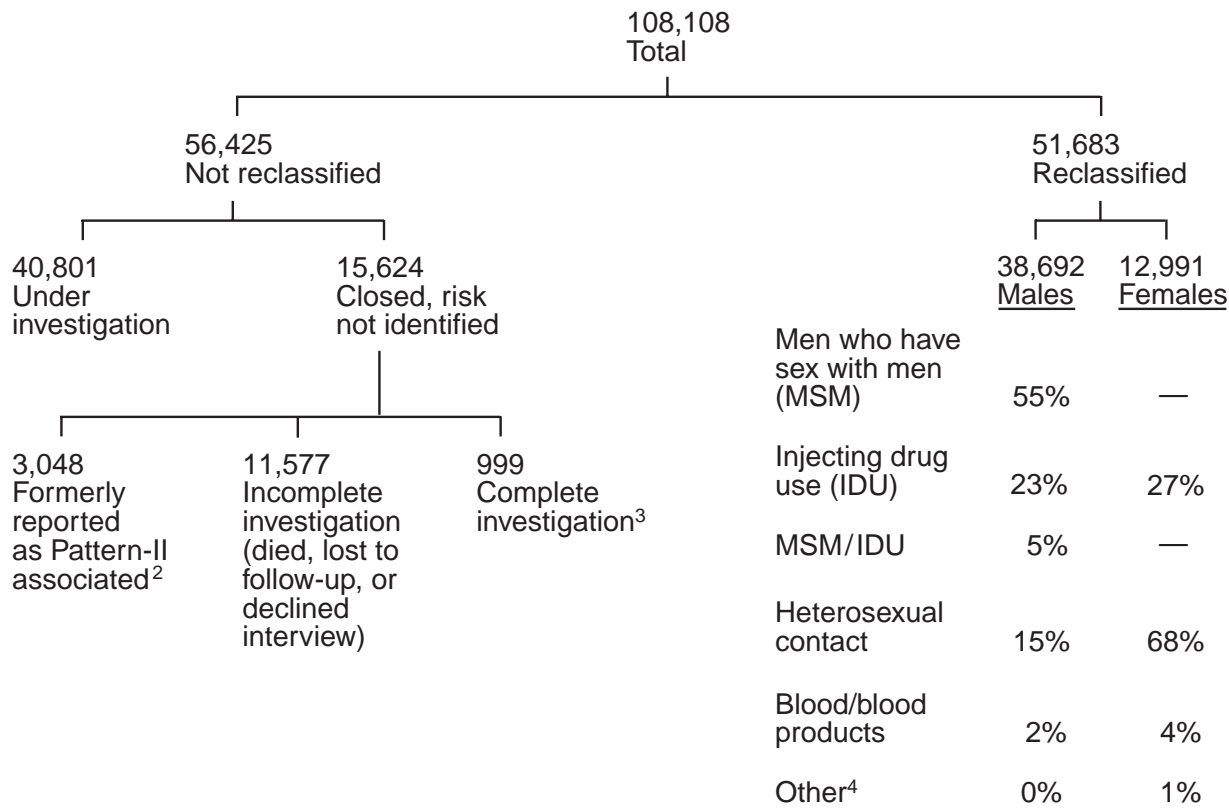 108,108
Total
56,425
Not reclassified
51,683
Reclassified
40,801
Under
investigation
15,624
Closed, risk
not identified
38,692
Males
12,991
Females
3,048
Formerly
reported
as Pattern-II
associated²
11,577
Incomplete
investigation
(died, lost to
follow-up, or
declined
interview)
999
Complete
investigation³
Men who have
sex with men
(MSM) 55% —
Injecting drug
use (IDU) 23% 27%
MSM/IDU 5% —
Heterosexual
contact 15% 68%
Blood/blood
products 2% 4%
Other⁴ 0% 1%